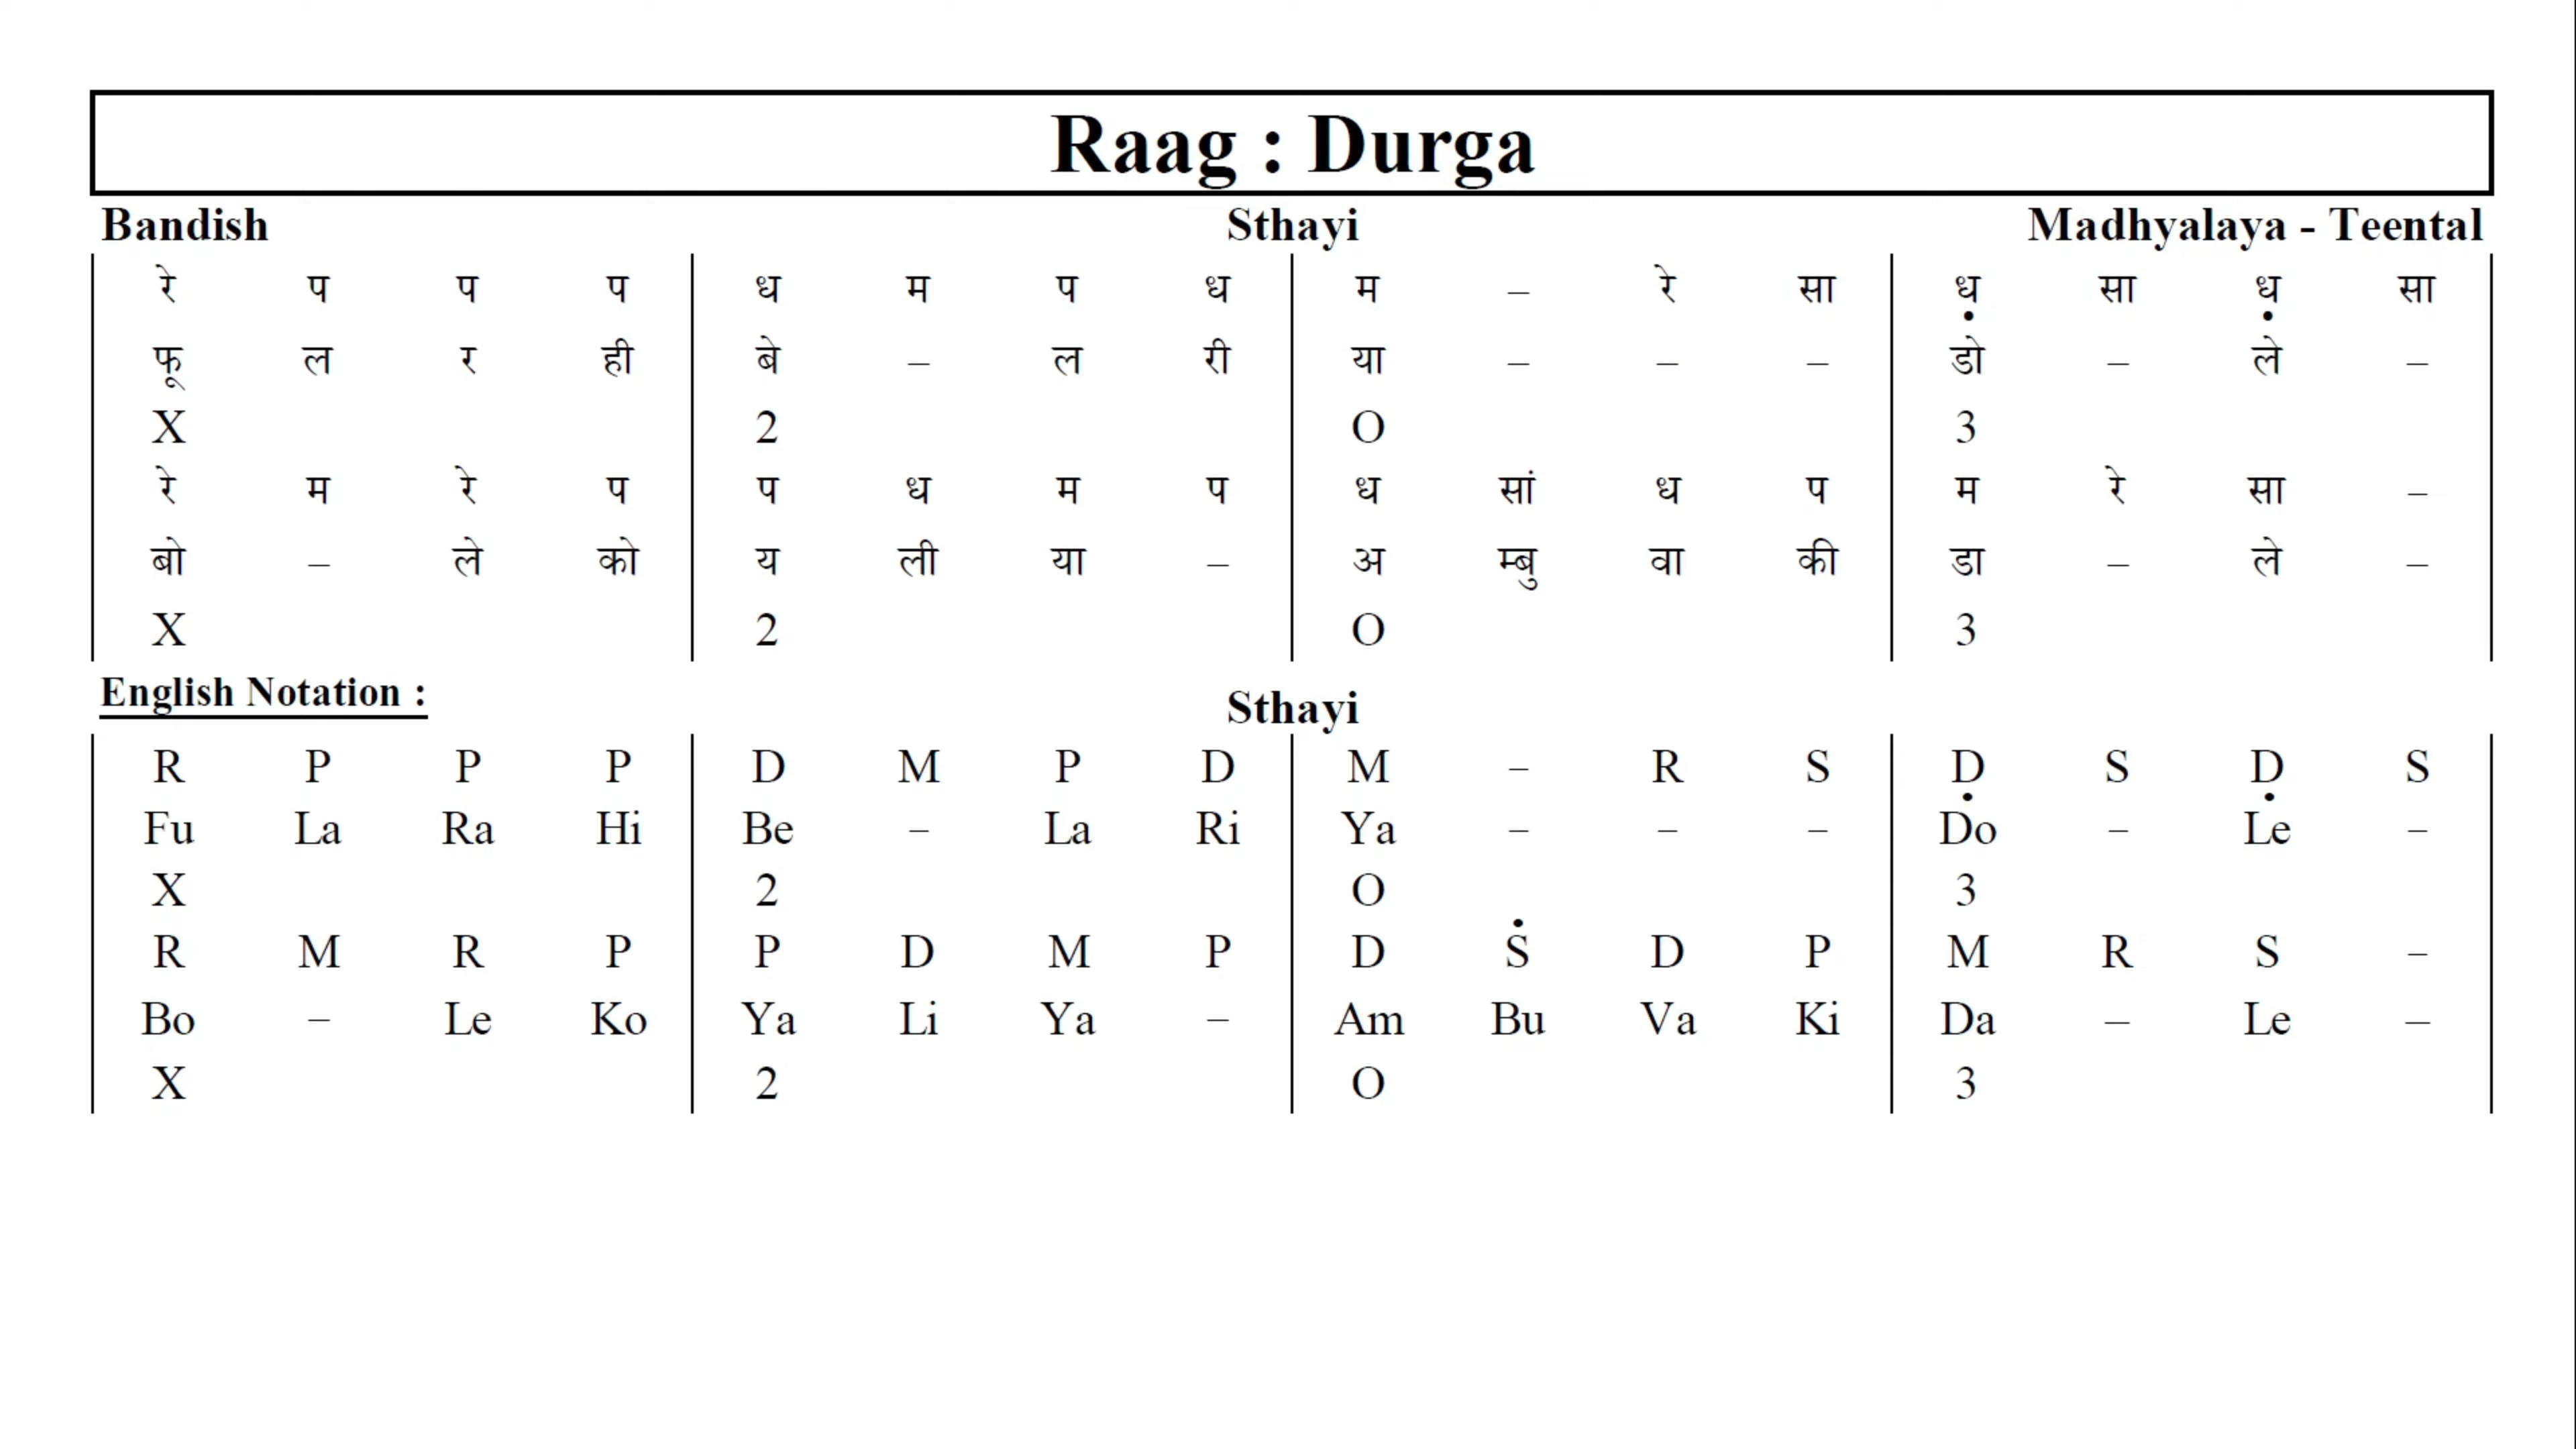 Raag : Durga
Bandish Sthayi Madhyalaya - Teental
रे प प प ध म प ध म – रे सा ध़ सा ध़ सा
फू ल र ही बे – ल री या – – – डो – ले –
X 2 O 3
रे म रे प प ध म प ध सां ध प म रे सा –
बो – ले को य ली या – अ म्बु वा की डा – ले –
X 2 O 3
English Notation :
Sthayi
R P P P D M P D M – R S Ḍ S Ḍ S
Fu La Ra Hi Be – La Ri Ya – – – Do – Le –
X 2 O 3
R M R P P D M P D Ṡ D P M R S –
Bo – Le Ko Ya Li Ya – Am Bu Va Ki Da – Le –
X 2 O 3